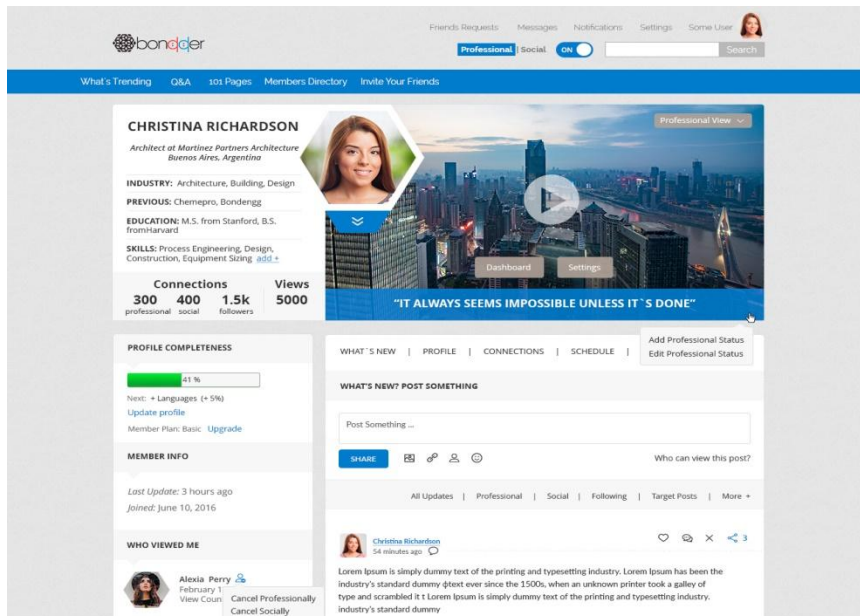 Friends Requests Messages Notifications Settings Some User
bondder
Professional | Social ON Search
What's Trending Q&A 101 Pages Members Directory Invite Your Friends
CHRISTINA RICHARDSON
Architect at Martinez Partners Architecture
Buenos Aires, Argentina
INDUSTRY: Architecture, Building, Design
PREVIOUS: Chemepro, Bondengg
EDUCATION: M.S. from Stanford, B.S.
fromHarvard
SKILLS: Process Engineering, Design,
Construction, Equipment Sizing add +
Connections Views
300 400 1.5k 5000
professional social followers
Professional View
Dashboard Settings
“IT ALWAYS SEEMS IMPOSSIBLE UNLESS IT`S DONE”
Add Professional Status
Edit Professional Status
PROFILE COMPLETENESS
41 %
Next: + Languages (+ 5%)
Update profile
Member Plan: Basic Upgrade
MEMBER INFO
Last Update: 3 hours ago
Joined: June 10, 2016
WHO VIEWED ME
Alexia Perry
February 1
View Coun
Cancel Professionally
Cancel Socially
WHAT`S NEW | PROFILE | CONNECTIONS | SCHEDULE |
WHAT'S NEW? POST SOMETHING
Post Something ...
SHARE Who can view this post?
All Updates | Professional | Social | Following | Target Posts | More +
Christina Richardson
54 minutes ago
3
Lorem Ipsum is simply dummy text of the printing and typesetting industry. Lorem Ipsum has been the
industry's standard dummy ɸtext ever since the 1500s, when an unknown printer took a galley of
type and scrambled it t Lorem Ipsum is simply dummy text of the printing and typesetting industry.
industry's standard dummy